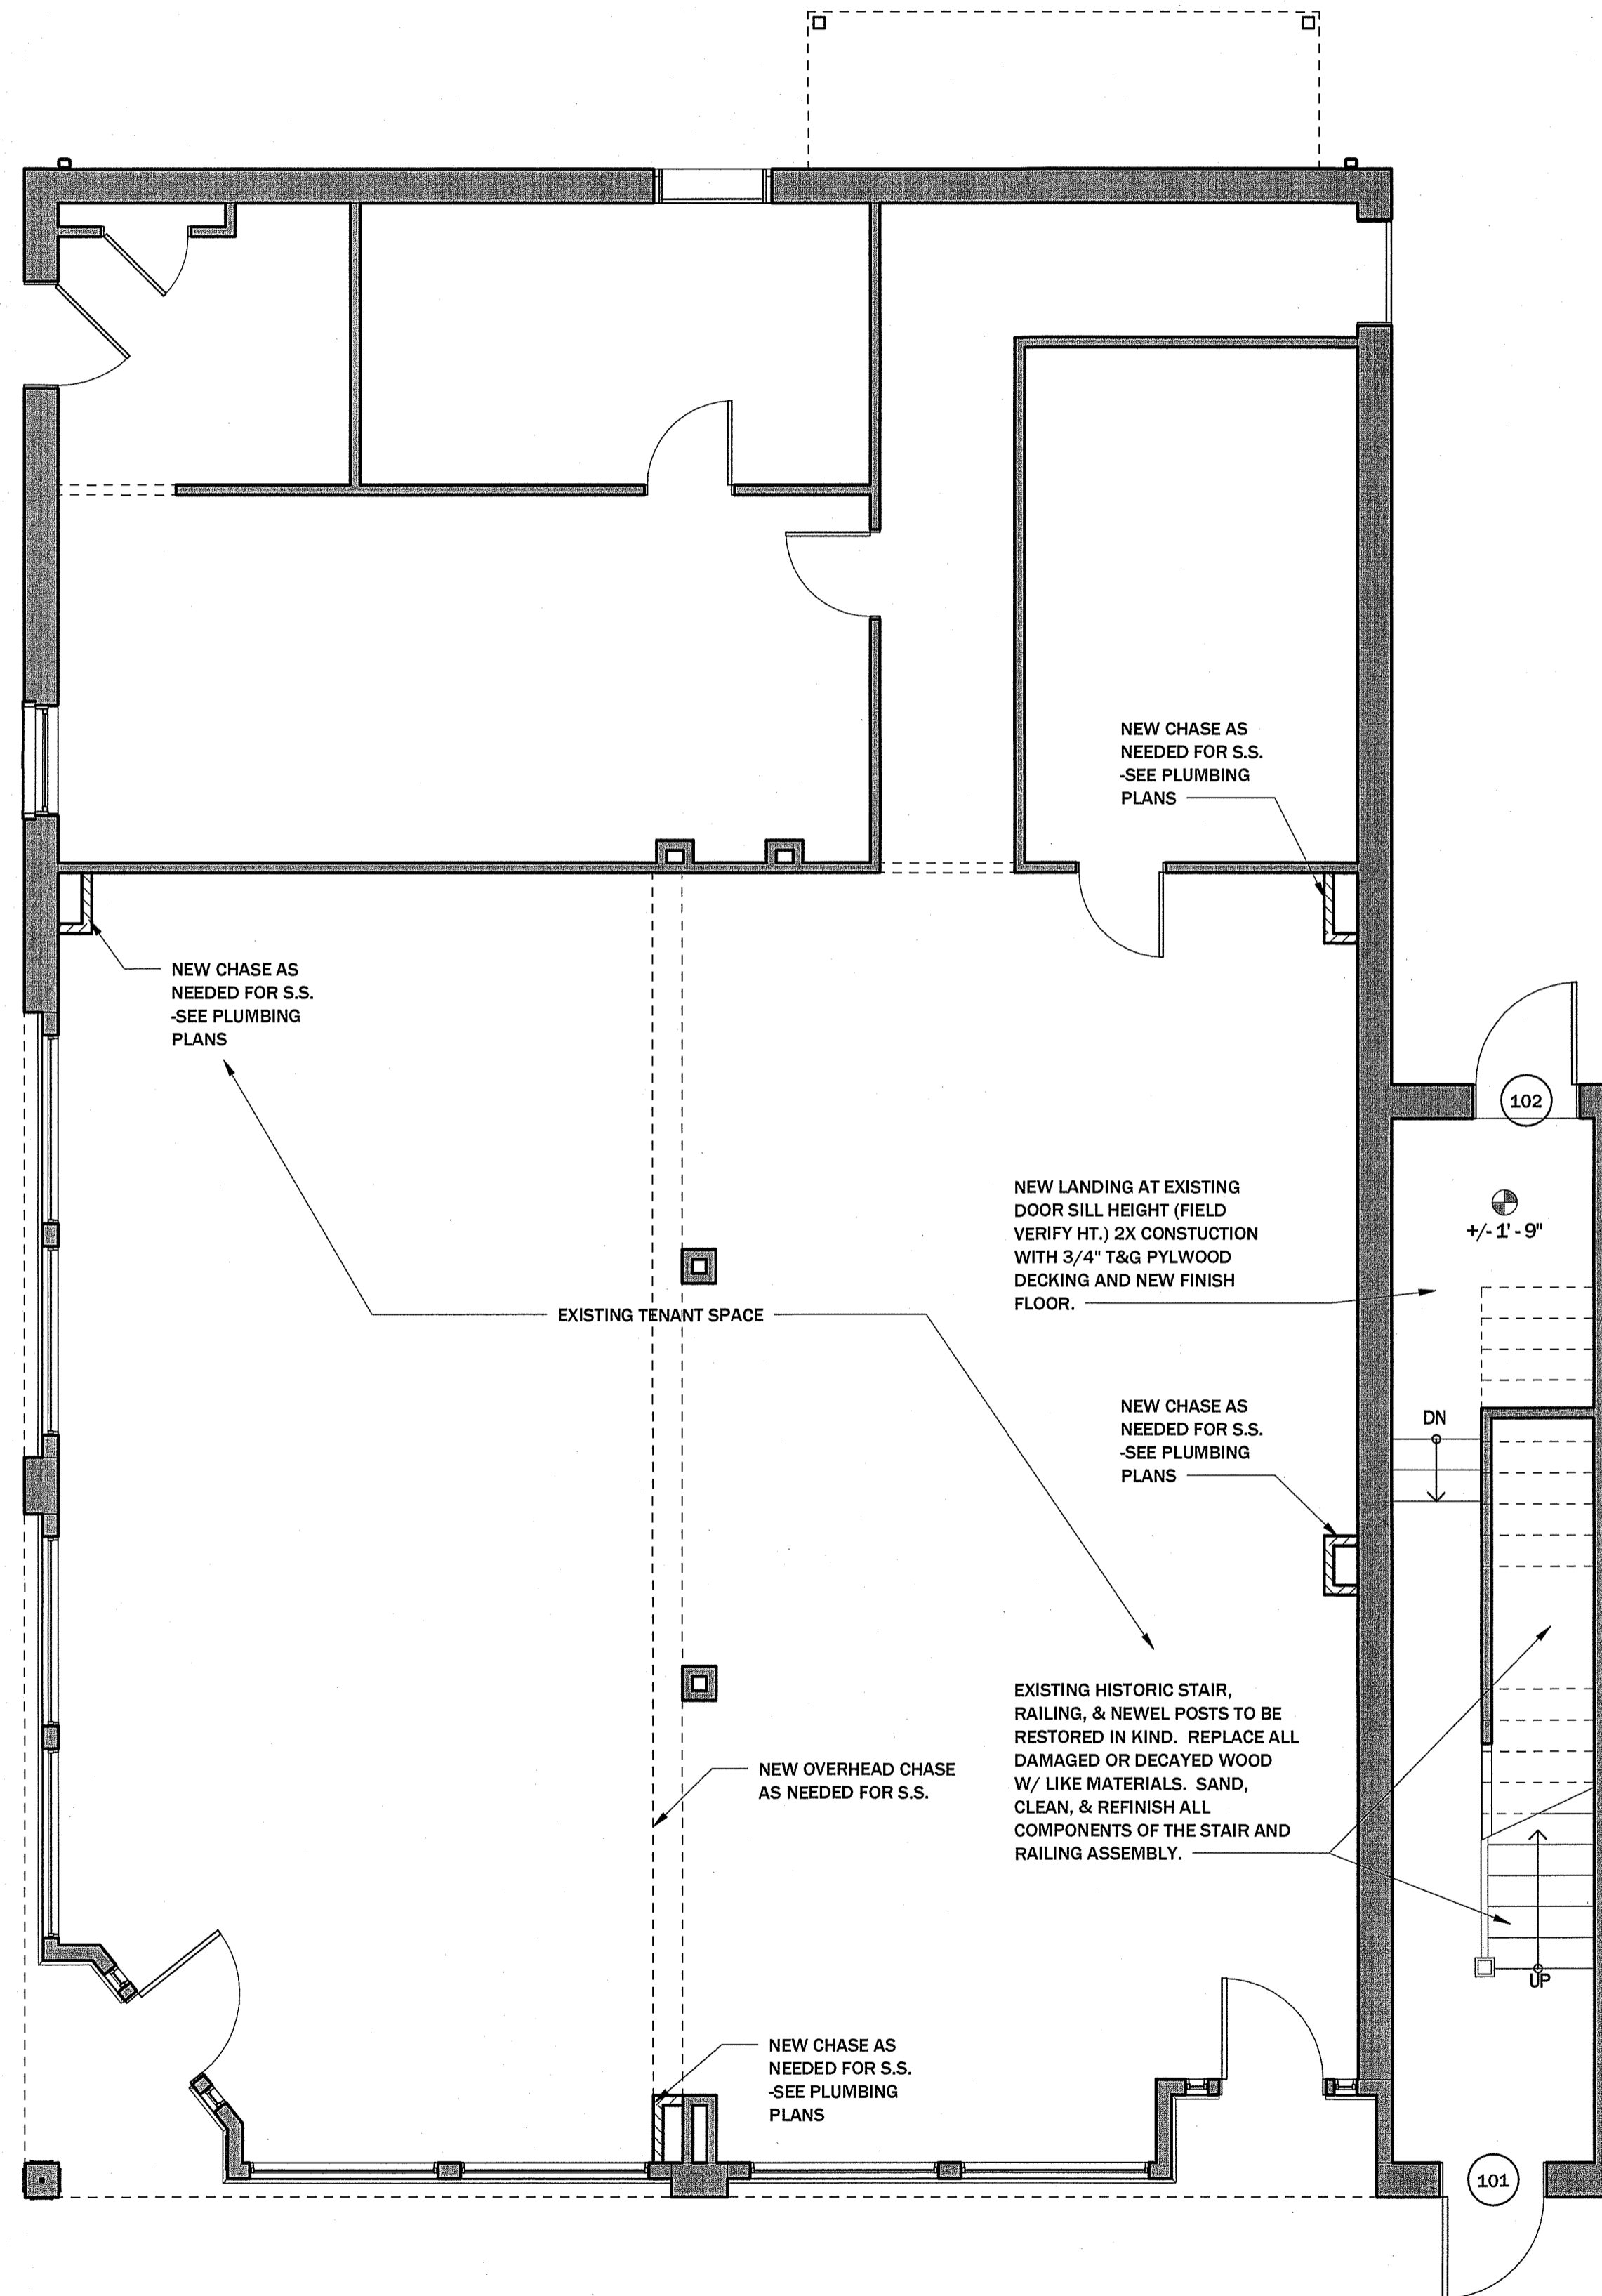 NEW CHASE AS
NEEDED FOR S.S.
-SEE PLUMBING
PLANS
NEW CHASE AS
NEEDED FOR S.S.
-SEE PLUMBING
PLANS
102
NEW LANDING AT EXISTING
DOOR SILL HEIGHT (FIELD
VERIFY HT.) 2X CONSTUCTION
WITH 3/4" T&G PYLWOOD
DECKING AND NEW FINISH
FLOOR.
+/- 1' - 9"
EXISTING TENANT SPACE
NEW CHASE AS
NEEDED FOR S.S.
-SEE PLUMBING
PLANS
DN
EXISTING HISTORIC STAIR,
RAILING, & NEWEL POSTS TO BE
RESTORED IN KIND.  REPLACE ALL
DAMAGED OR DECAYED WOOD
W/ LIKE MATERIALS.  SAND,
CLEAN, & REFINISH ALL
COMPONENTS OF THE STAIR AND
RAILING ASSEMBLY.
NEW OVERHEAD CHASE
AS NEEDED FOR S.S.
UP
NEW CHASE AS
NEEDED FOR S.S.
-SEE PLUMBING
PLANS
101